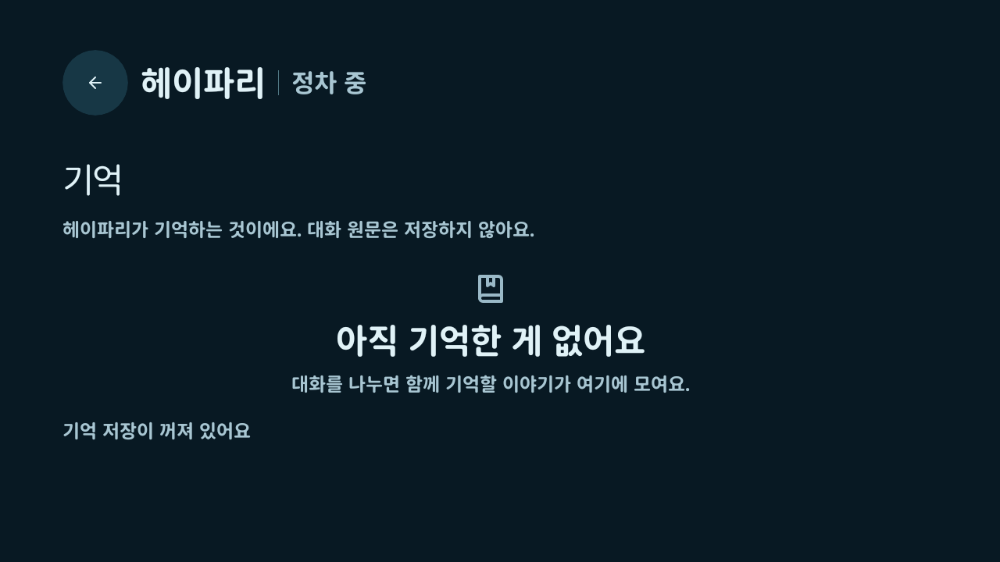 헤이파리 | 정차 중
기억
헤이파리가 기억하는 것이에요. 대화 원문은 저장하지 않아요.
아직 기억한 게 없어요
대화를 나누면 함께 기억할 이야기가 여기에 모여요.
기억 저장이 꺼져 있어요